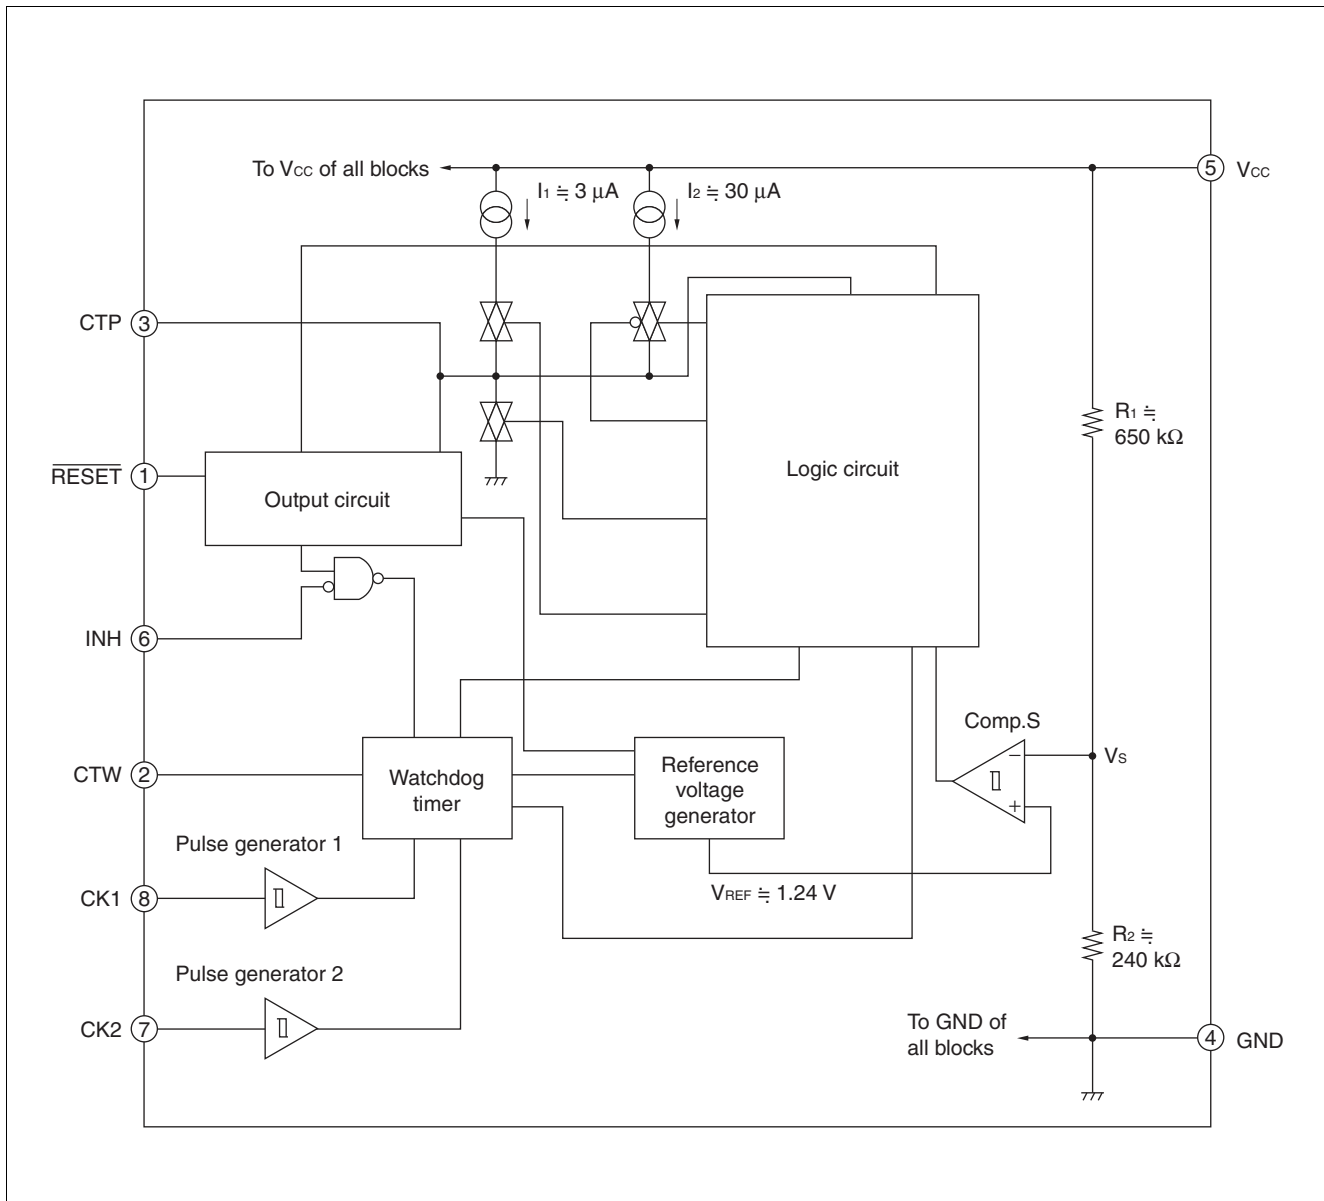 To VCC of all blocks
I1 ≒ 3 μA
I2 ≒ 30 μA
5
VCC
CTP
3
R1 ≒
650 kΩ
RESET
1
Output circuit
Logic circuit
INH
6
Comp.S
−
VS
+
CTW
2
Watchdog
timer
Reference
voltage
generator
Pulse generator 1
CK1
8
VREF ≒ 1.24 V
R2 ≒
240 kΩ
Pulse generator 2
CK2
7
To GND of
all blocks
4
GND